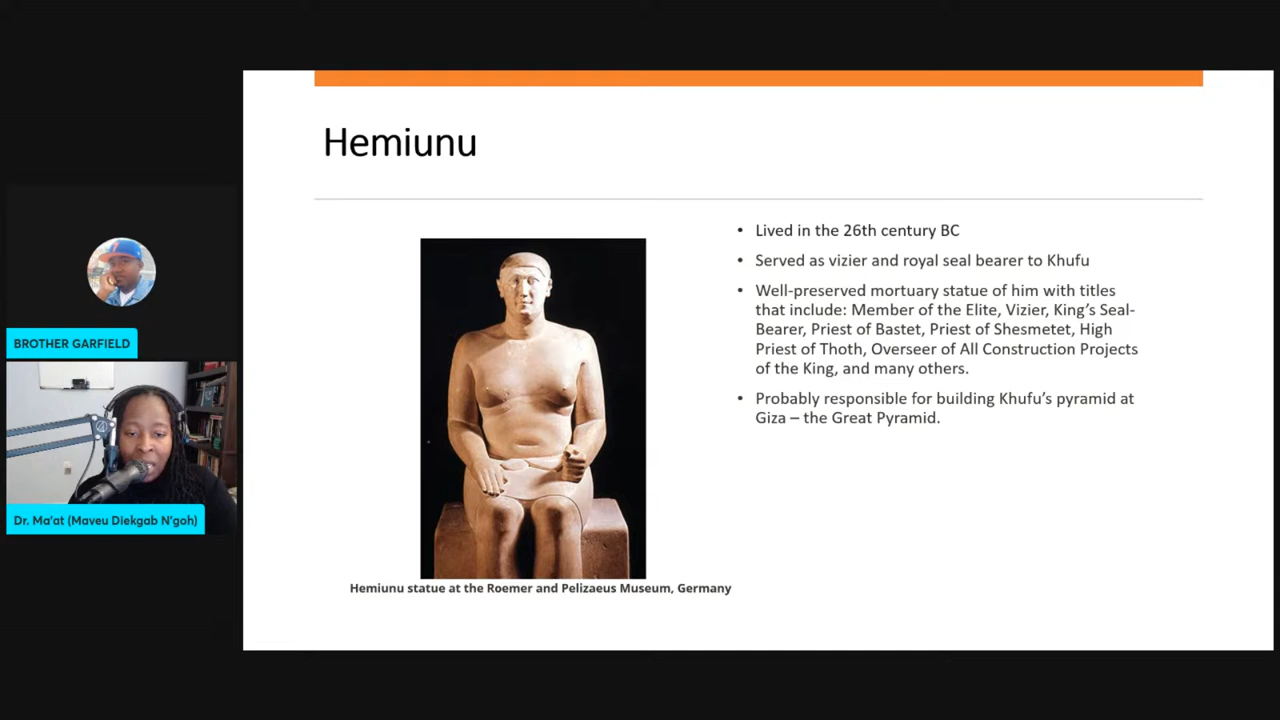 Hemiunu
• Lived in the 26th century BC
• Served as vizier and royal seal bearer to Khufu
• Well-preserved mortuary statue of him with titles
that include: Member of the Elite, Vizier, King's Seal-
Bearer, Priest of Bastet, Priest of Shesmetet, High
Priest of Thoth, Overseer of All Construction Projects
of the King, and many others.
• Probably responsible for building Khufu's pyramid at
Giza – the Great Pyramid.
Hemiunu statue at the Roemer and Pelizaeus Museum, Germany
BROTHER GARFIELD
Dr. Ma'at (Maveu Diekgab N'goh)